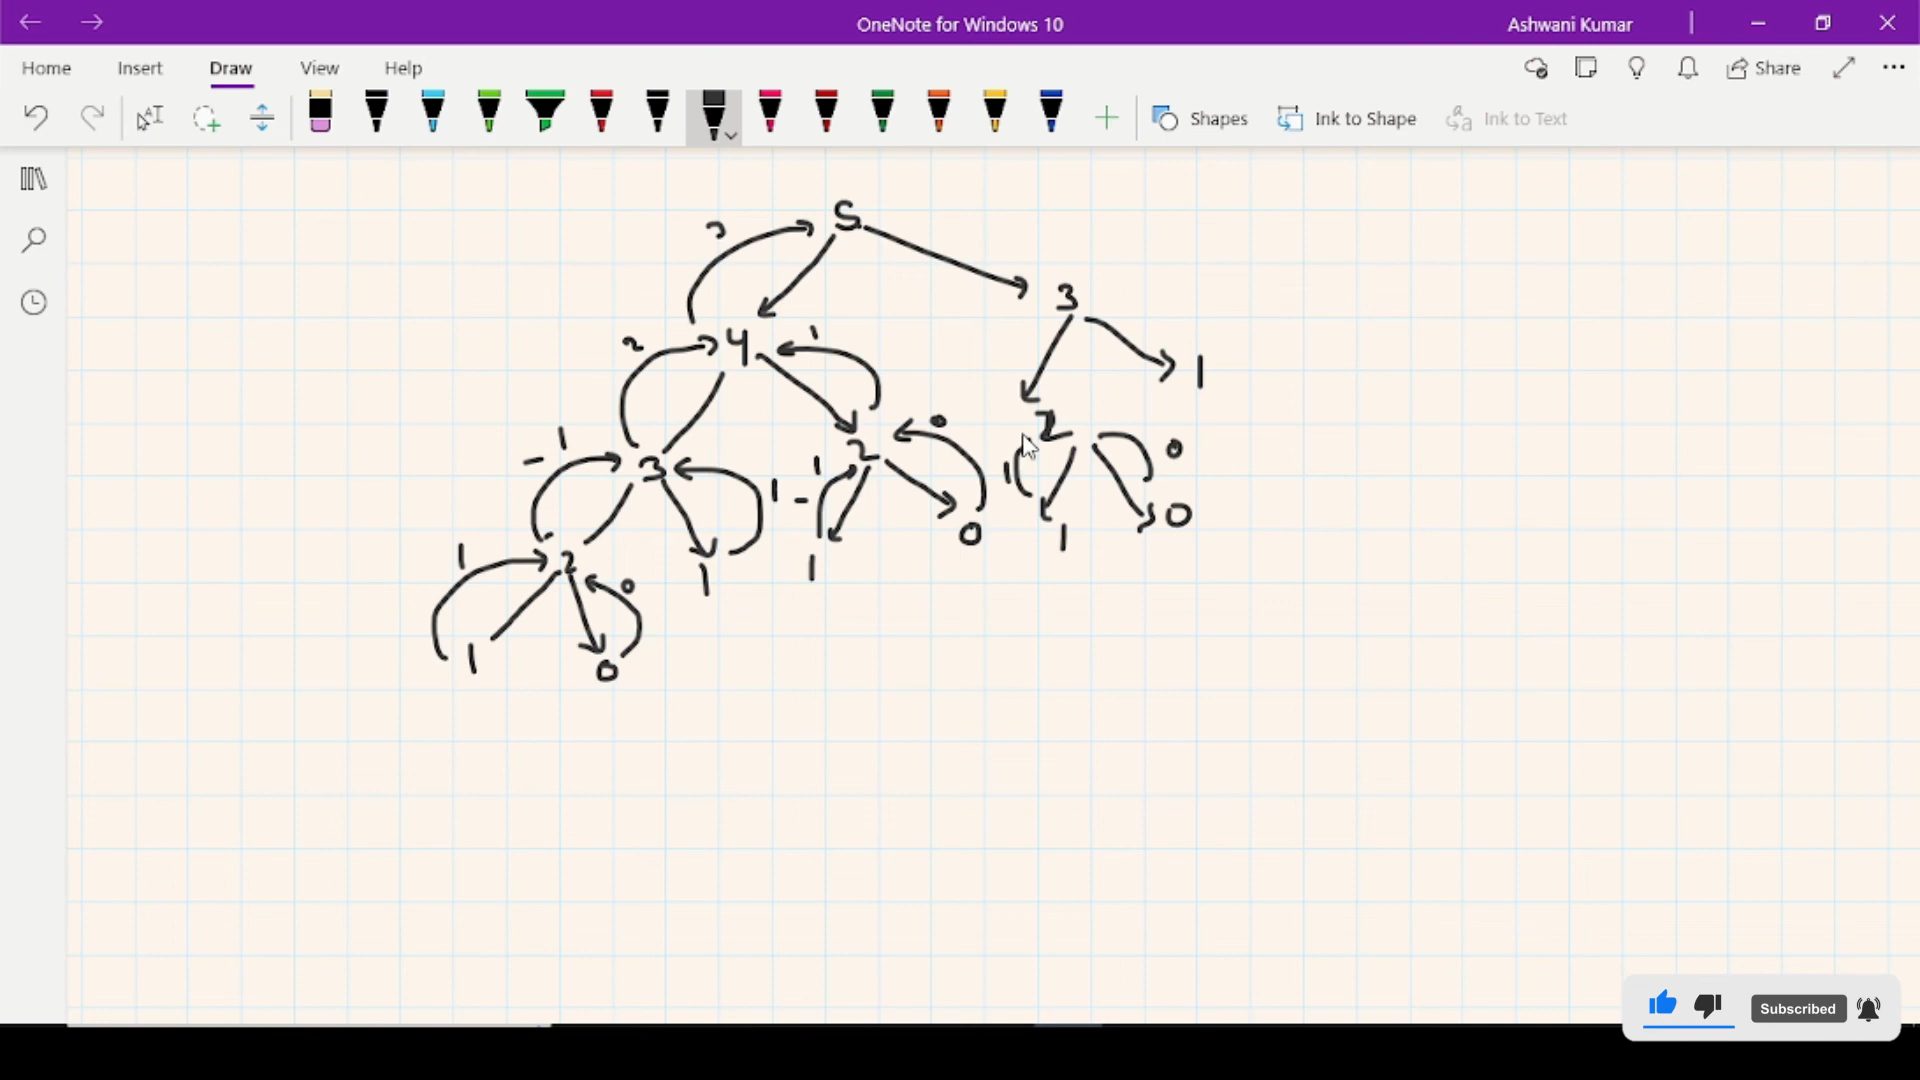 OneNote for Windows 10 Ashwani Kumar
Home Insert Draw View Help Share
Shapes Ink to Shape Ink to Text
5
3
4 3
2 1 1
3 2 2
-1 1 1 - 1 0 1 0
2 1 1 0 1 0
1 0
1 0
Subscribed